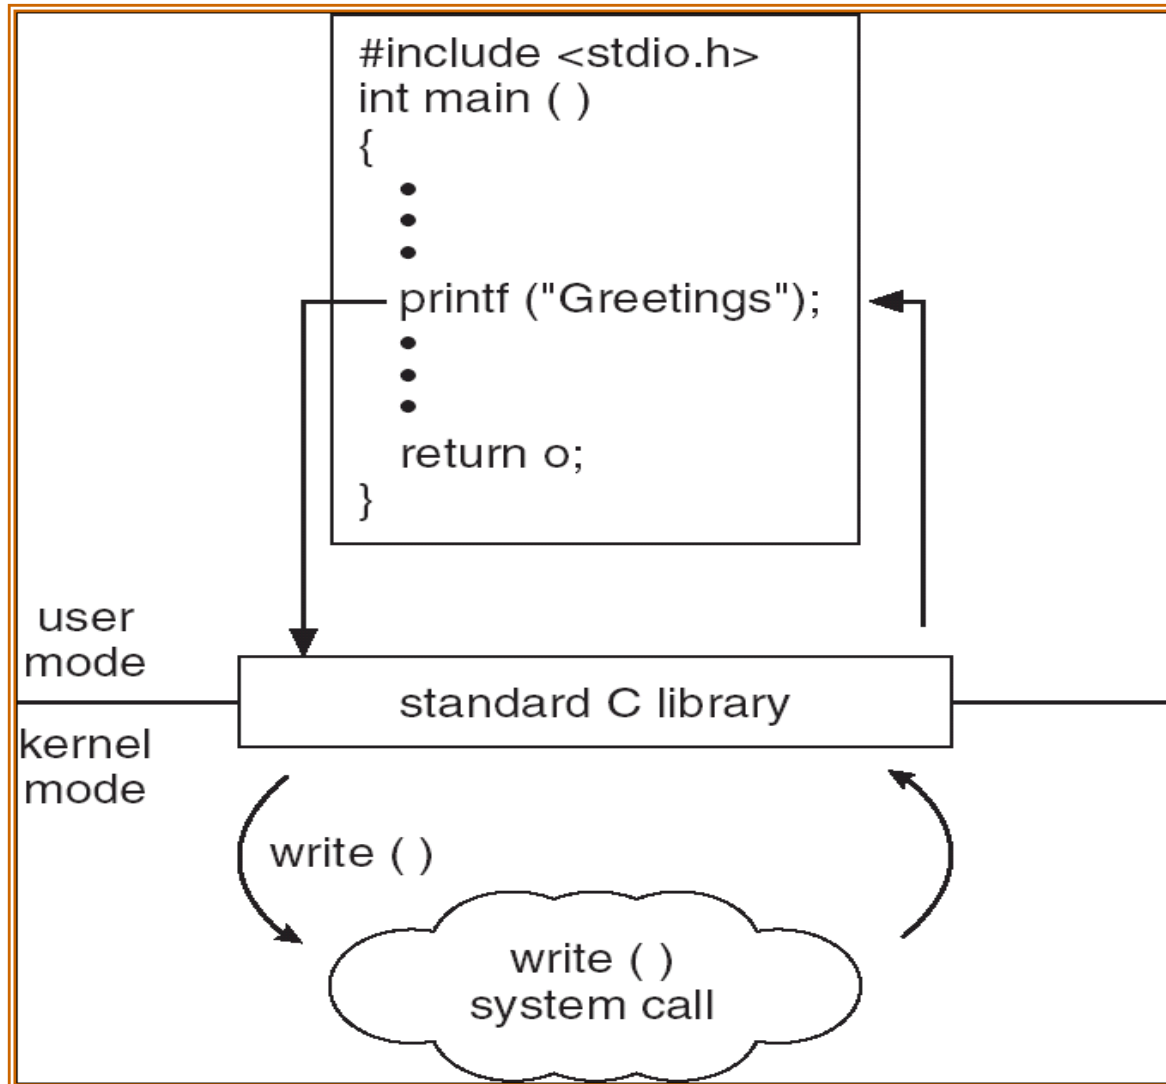 #include <stdio.h>
int main ( )
{
•
•
•
printf ("Greetings");
•
•
•
return o;
}
user
mode
standard C library
kernel
mode
write ( )
write ( )
system call